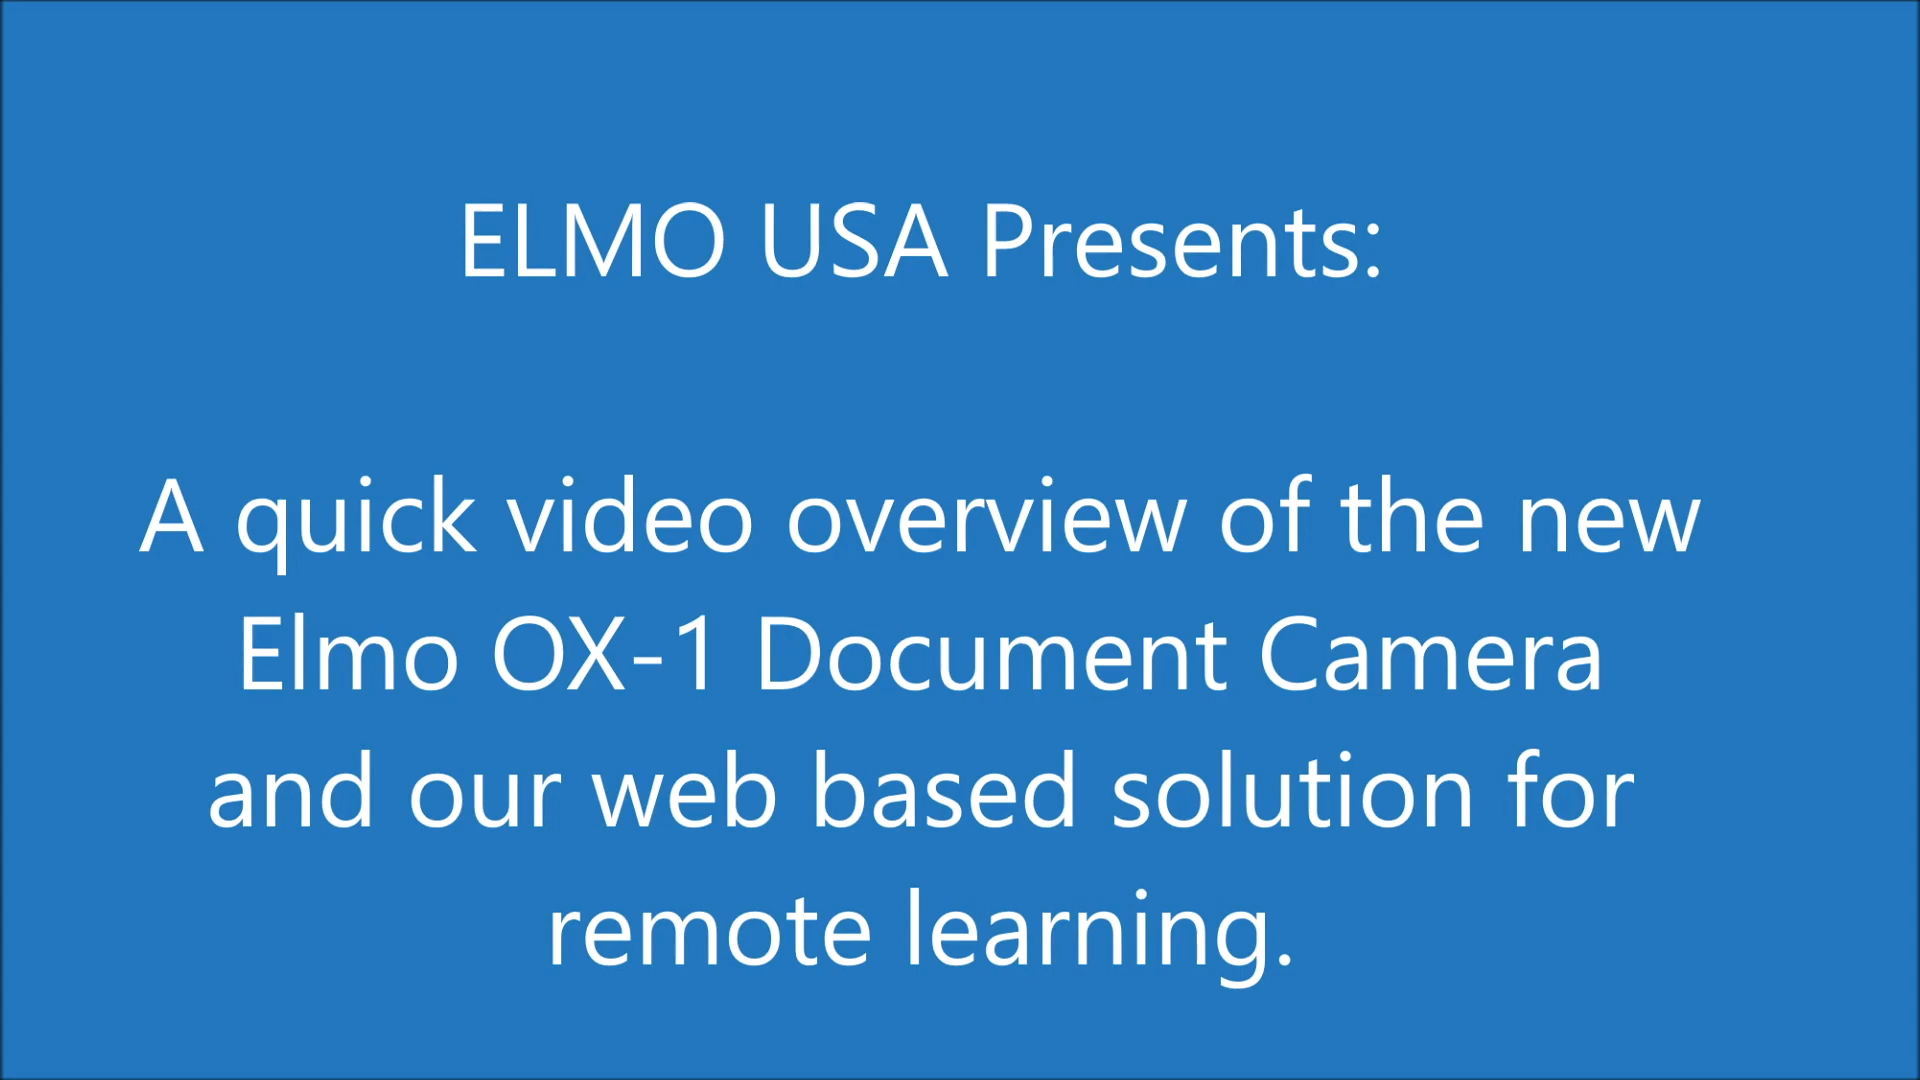 ELMO USA Presents:
A quick video overview of the new
Elmo OX-1 Document Camera
and our web based solution for
remote learning.